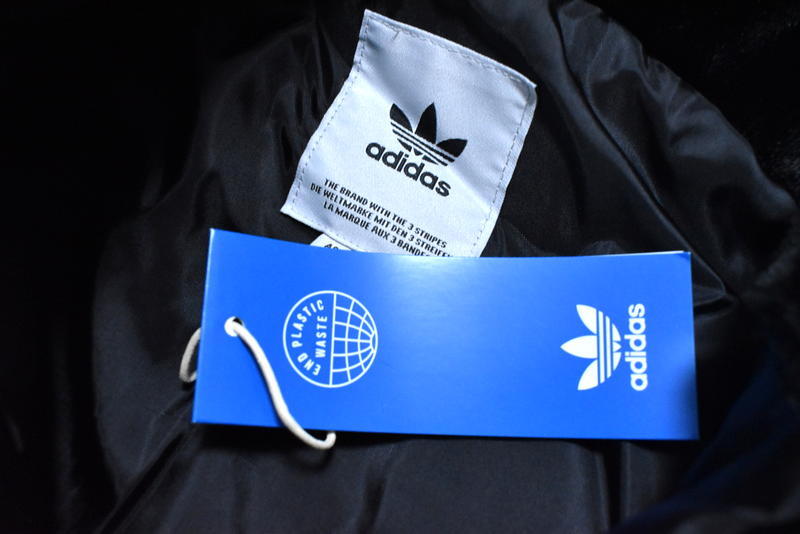 adidas
THE BRAND WITH THE 3 STRIPES
DIE WELTMARKE MIT DEN 3 STREIFEN
LA MARQUE AUX 3 BANDES
END PLASTIC
WASTE
adidas